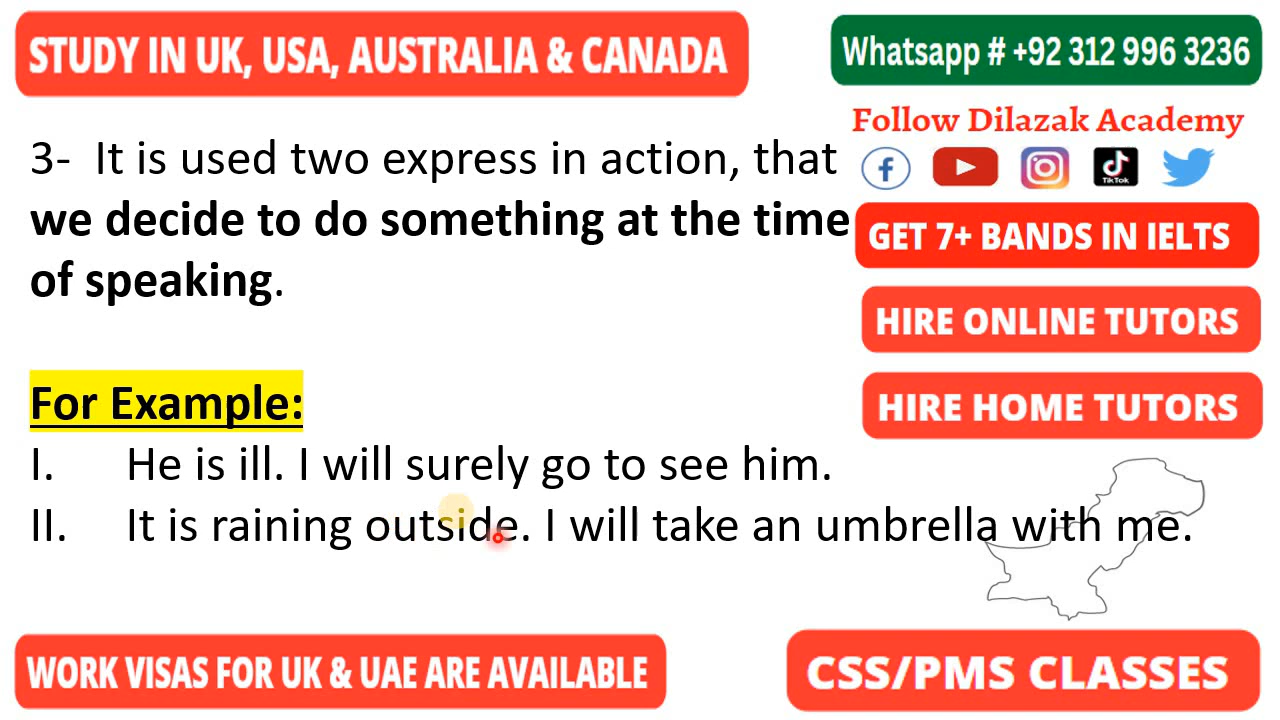 STUDY IN UK, USA, AUSTRALIA & CANADA
Whatsapp # +92 312 996 3236
Follow Dilazak Academy
TikTok
3- It is used two express in action, that
we decide to do something at the time
of speaking.
GET 7+ BANDS IN IELTS
HIRE ONLINE TUTORS
HIRE HOME TUTORS
For Example:
I. He is ill. I will surely go to see him.
II. It is raining outside. I will take an umbrella with me.
WORK VISAS FOR UK & UAE ARE AVAILABLE
CSS/PMS CLASSES